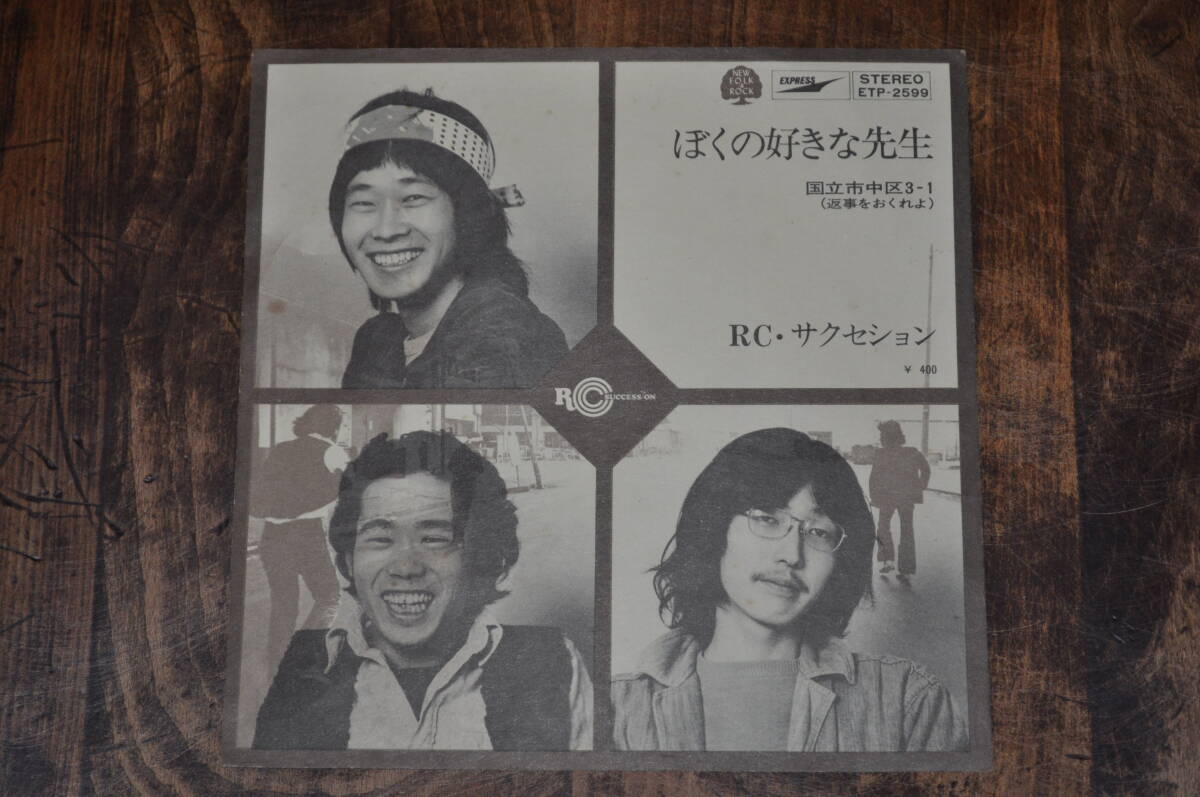 NEW
FOLK
ROCK
EXPRESS
STEREO
ETP-2599
ぼくの好きな先生
国立市中区3-1
(返事をおくれよ)
RC・サクセション
¥ 400
RC SUCCESSION